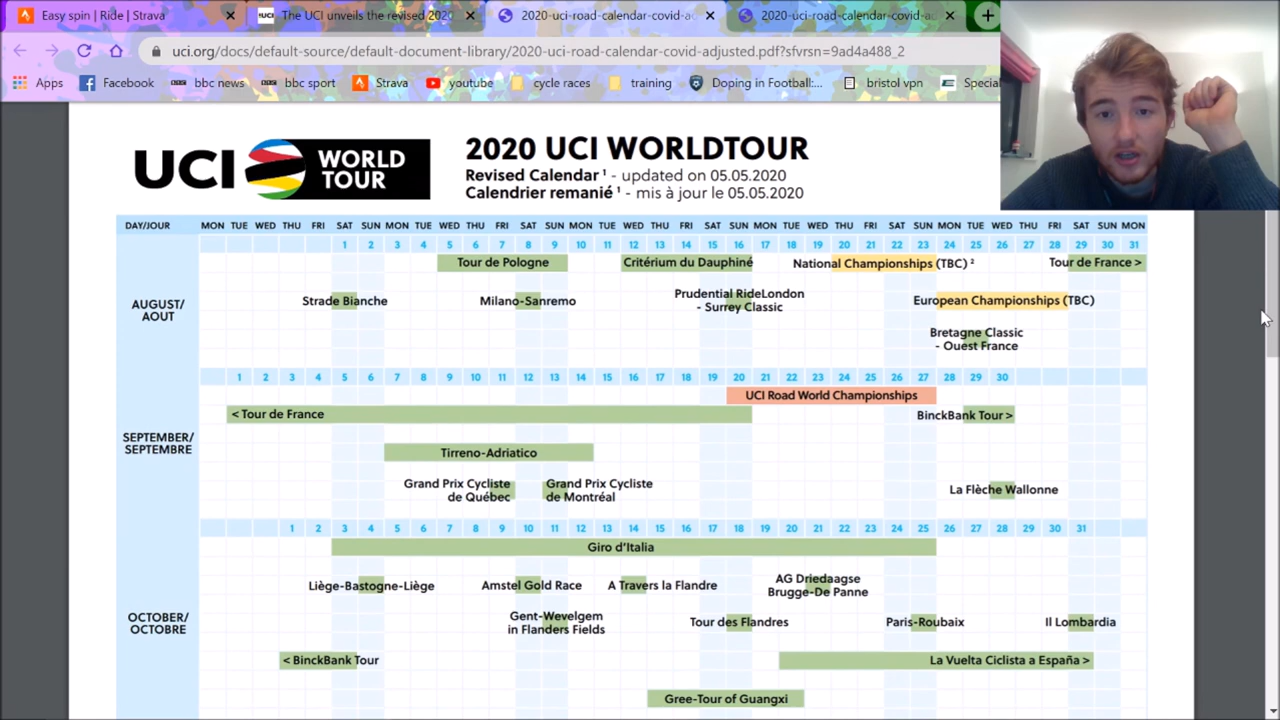 Easy spin | Ride | Strava
The UCI unveils the revised 2020
2020-uci-road-calendar-covid-ac
2020-uci-road-calendar-covid-ac
uci.org/docs/default-source/default-document-library/2020-uci-road-calendar-covid-adjusted.pdf?sfvrsn=9ad4a488_2
Apps Facebook bbc news bbc sport Strava youtube cycle races training Doping in Football:... bristol vpn Special
UCI WORLD TOUR
2020 UCI WORLDTOUR
Revised Calendar ¹ - updated on 05.05.2020
Calendrier remanié ¹ - mis à jour le 05.05.2020
DAY/JOUR MON TUE WED THU FRI SAT SUN MON TUE WED THU FRI SAT SUN MON TUE WED THU FRI SAT SUN MON TUE WED THU FRI SAT SUN MON TUE WED THU FRI SAT SUN MON
1 2 3 4 5 6 7 8 9 10 11 12 13 14 15 16 17 18 19 20 21 22 23 24 25 26 27 28 29 30 31
Tour de Pologne Critérium du Dauphiné National Championships (TBC) ² Tour de France >
AUGUST/
AOUT
Strade Bianche Milano-Sanremo Prudential RideLondon
- Surrey Classic
European Championships (TBC)
Bretagne Classic
- Ouest France
1 2 3 4 5 6 7 8 9 10 11 12 13 14 15 16 17 18 19 20 21 22 23 24 25 26 27 28 29 30
UCI Road World Championships
< Tour de France BinckBank Tour >
SEPTEMBER/
SEPTEMBRE
Tirreno-Adriatico
Grand Prix Cycliste
de Québec
Grand Prix Cycliste
de Montréal
La Flèche Wallonne
1 2 3 4 5 6 7 8 9 10 11 12 13 14 15 16 17 18 19 20 21 22 23 24 25 26 27 28 29 30 31
Giro d'Italia
OCTOBER/
OCTOBRE
Liège-Bastogne-Liège Amstel Gold Race A Travers la Flandre AG Driedaagse
Brugge-De Panne
Gent-Wevelgem
in Flanders Fields
Tour des Flandres Paris-Roubaix Il Lombardia
< BinckBank Tour La Vuelta Ciclista a España >
Gree-Tour of Guangxi